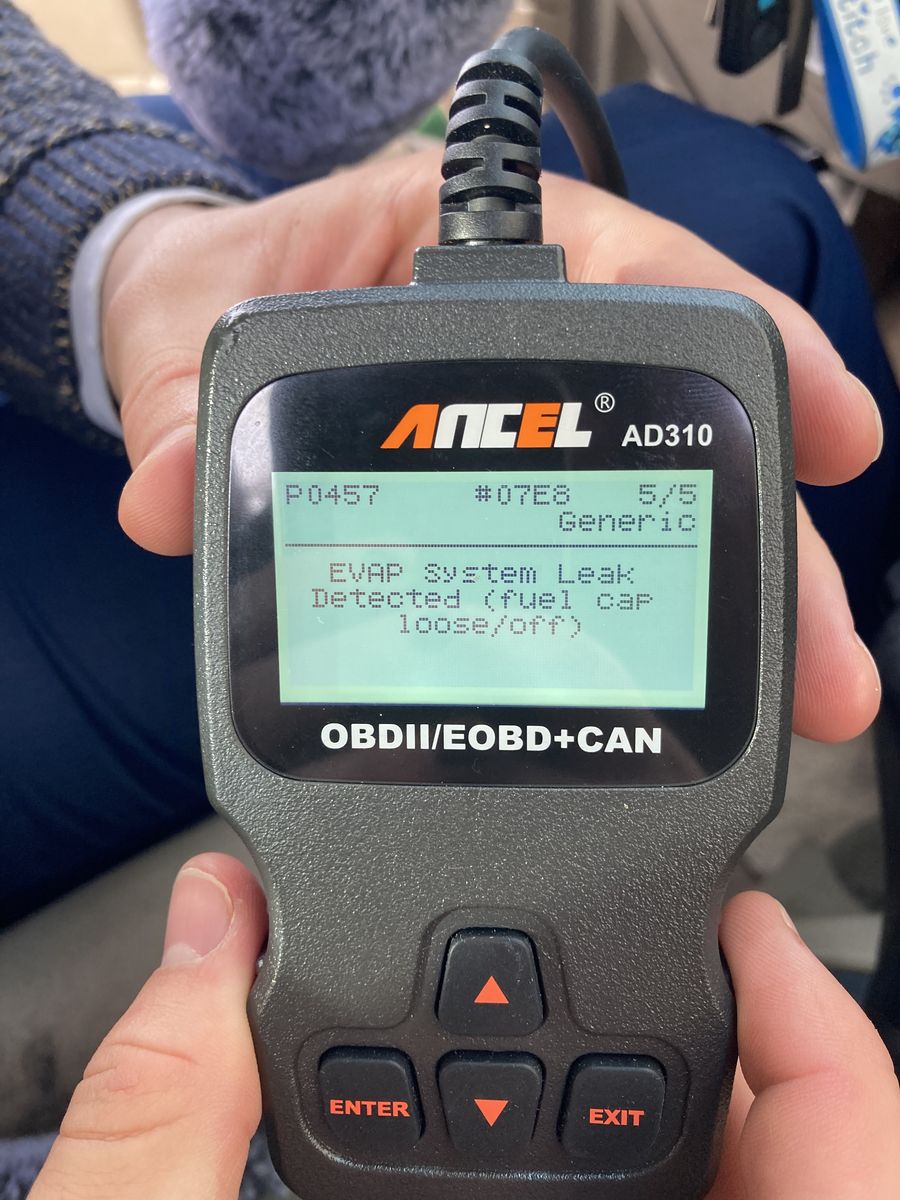 ANCEL® AD310
P0457 #07E8 5/5
Generic
EVAP System Leak
Detected (fuel cap
loose/off)
OBDII/EOBD+CAN
ENTER
EXIT